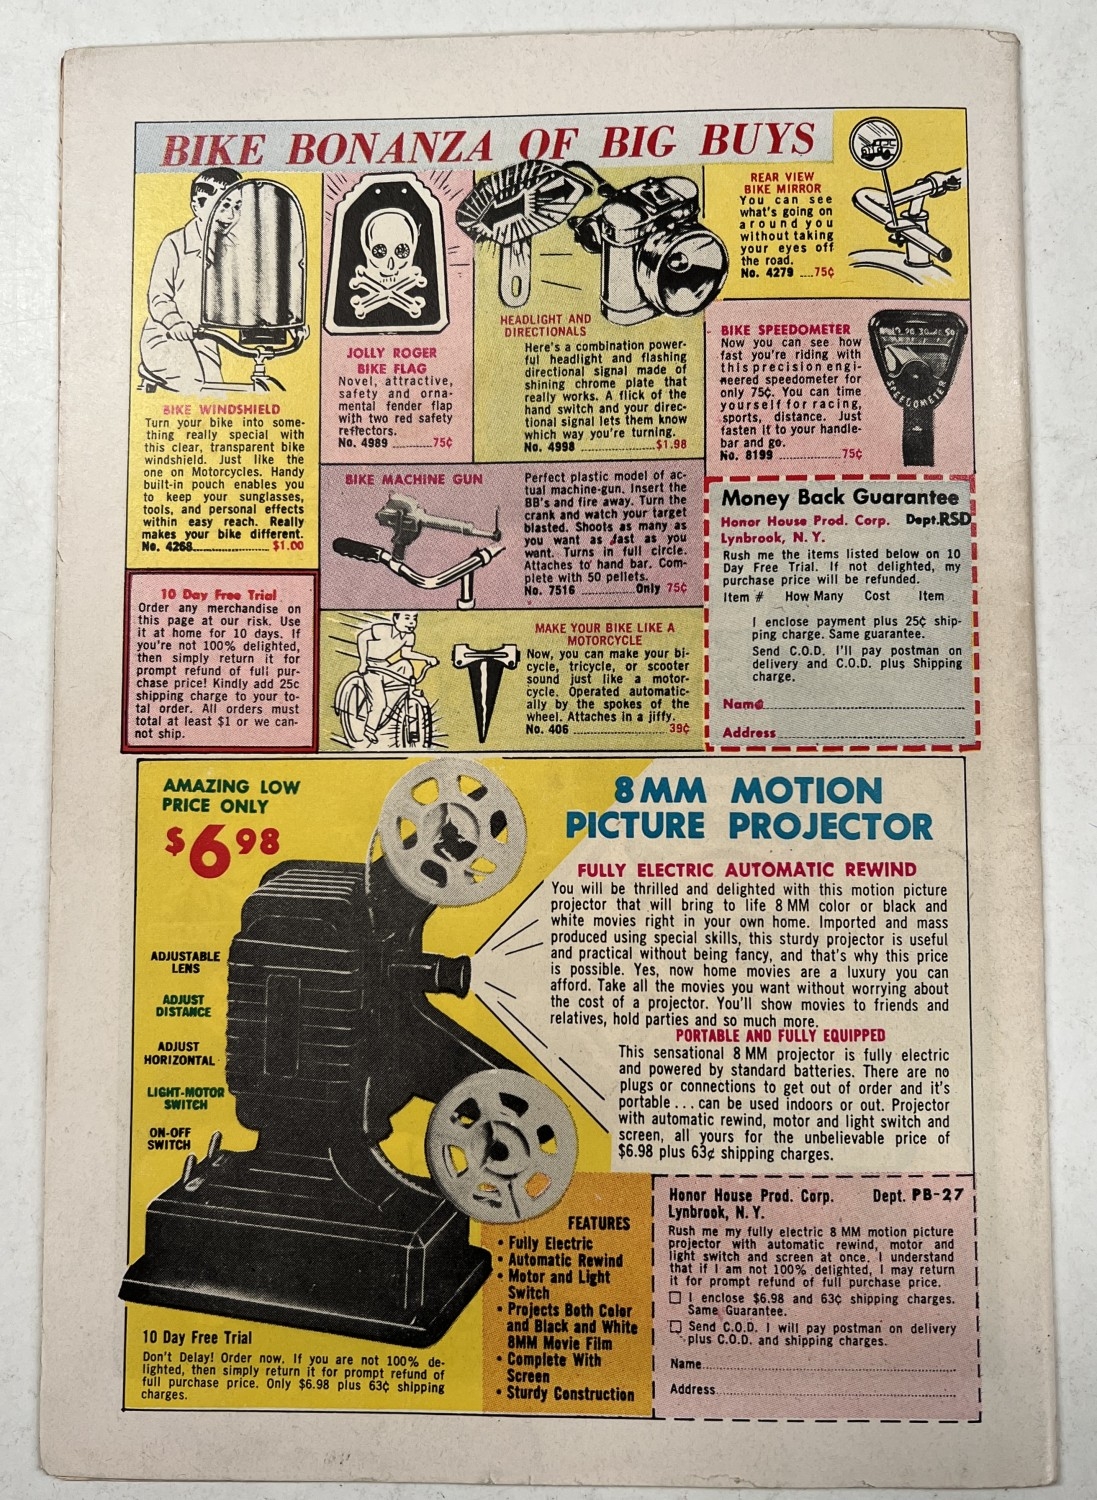 BIKE BONANZA OF BIG BUYS
BIKE WINDSHIELD
Turn your bike into some-
thing really special with
this clear, transparent bike
windshield. Just like the
one on Motorcycles. Handy
built-in pouch enables you
to keep your sunglasses,
tools, and personal effects
within easy reach. Really
makes your bike different.
No. 4268 $1.00
JOLLY ROGER
BIKE FLAG
Novel, attractive,
safety and orna-
mental fender flap
with two red safety
reflectors.
No. 4989 75¢
HEADLIGHT AND
DIRECTIONALS
Here's a combination power-
ful headlight and flashing
directional signal made of
shining chrome plate that
really works. A flick of the
hand switch and your direc-
tional signal lets them know
which way you're turning.
No. 4998 $1.98
REAR VIEW
BIKE MIRROR
You can see
what's going on
around you
without taking
your eyes off
the road.
No. 4279 75¢
BIKE SPEEDOMETER
Now you can see how
fast you're riding with
this precision engi-
neered speedometer for
only 75¢. You can time
yourself for racing,
sports, distance. Just
fasten it to your handle-
bar and go.
No. 8199 75¢
SPEEDOMETER
BIKE MACHINE GUN
Perfect plastic model of ac-
tual machine-gun. Insert the
BB's and fire away. Turn the
crank and watch your target
blasted. Shoots as many as
you want as fast as you
want. Turns in full circle.
Attaches to hand bar. Com-
plete with 50 pellets.
No. 7516 Only 75¢
10 Day Free Trial
Order any merchandise on
this page at our risk. Use
it at home for 10 days. If
you're not 100% delighted,
then simply return it for
prompt refund of full pur-
chase price! Kindly add 25c
shipping charge to your to-
tal order. All orders must
total at least $1 or we can-
not ship.
MAKE YOUR BIKE LIKE A
MOTORCYCLE
Now, you can make your bi-
cycle, tricycle, or scooter
sound just like a motor-
cycle. Operated automatic-
ally by the spokes of the
wheel. Attaches in a jiffy.
No. 406 39¢
Money Back Guarantee
Honor House Prod. Corp. Dept.RSD
Lynbrook, N. Y.
Rush me the items listed below on 10
Day Free Trial. If not delighted, my
purchase price will be refunded.
Item # How Many Cost Item
I enclose payment plus 25¢ ship-
ping charge. Same guarantee.
Send C.O.D. I'll pay postman on
delivery and C.O.D. plus Shipping
charge.
Name
Address
AMAZING LOW
PRICE ONLY
$6.98
ADJUSTABLE
LENS
ADJUST
DISTANCE
ADJUST
HORIZONTAL
LIGHT-MOTOR
SWITCH
ON-OFF
SWITCH
8 MM MOTION
PICTURE PROJECTOR
FULLY ELECTRIC AUTOMATIC REWIND
You will be thrilled and delighted with this motion picture
projector that will bring to life 8 MM color or black and
white movies right in your own home. Imported and mass
produced using special skills, this sturdy projector is useful
and practical without being fancy, and that's why this price
is possible. Yes, now home movies are a luxury you can
afford. Take all the movies you want without worrying about
the cost of a projector. You'll show movies to friends and
relatives, hold parties and so much more.
PORTABLE AND FULLY EQUIPPED
This sensational 8 MM projector is fully electric
and powered by standard batteries. There are no
plugs or connections to get out of order and it's
portable...can be used indoors or out. Projector
with automatic rewind, motor and light switch and
screen, all yours for the unbelievable price of
$6.98 plus 63¢ shipping charges.
10 Day Free Trial
Don't Delay! Order now. If you are not 100% de-
lighted, then simply return it for prompt refund of
full purchase price. Only $6.98 plus 63¢ shipping
charges.
FEATURES
• Fully Electric
• Automatic Rewind
• Motor and Light
Switch
• Projects Both Color
and Black and White
8MM Movie Film
• Complete With
Screen
• Sturdy Construction
Honor House Prod. Corp. Dept. PB-27
Lynbrook, N. Y.
Rush me my fully electric 8 MM motion picture
projector with automatic rewind, motor and
light switch and screen at once. I understand
that if I am not 100% delighted, I may return
it for prompt refund of full purchase price.
☐ I enclose $6.98 and 63¢ shipping charges.
Same Guarantee.
☐ Send C.O.D. I will pay postman on delivery
plus C.O.D. and shipping charges.
Name
Address